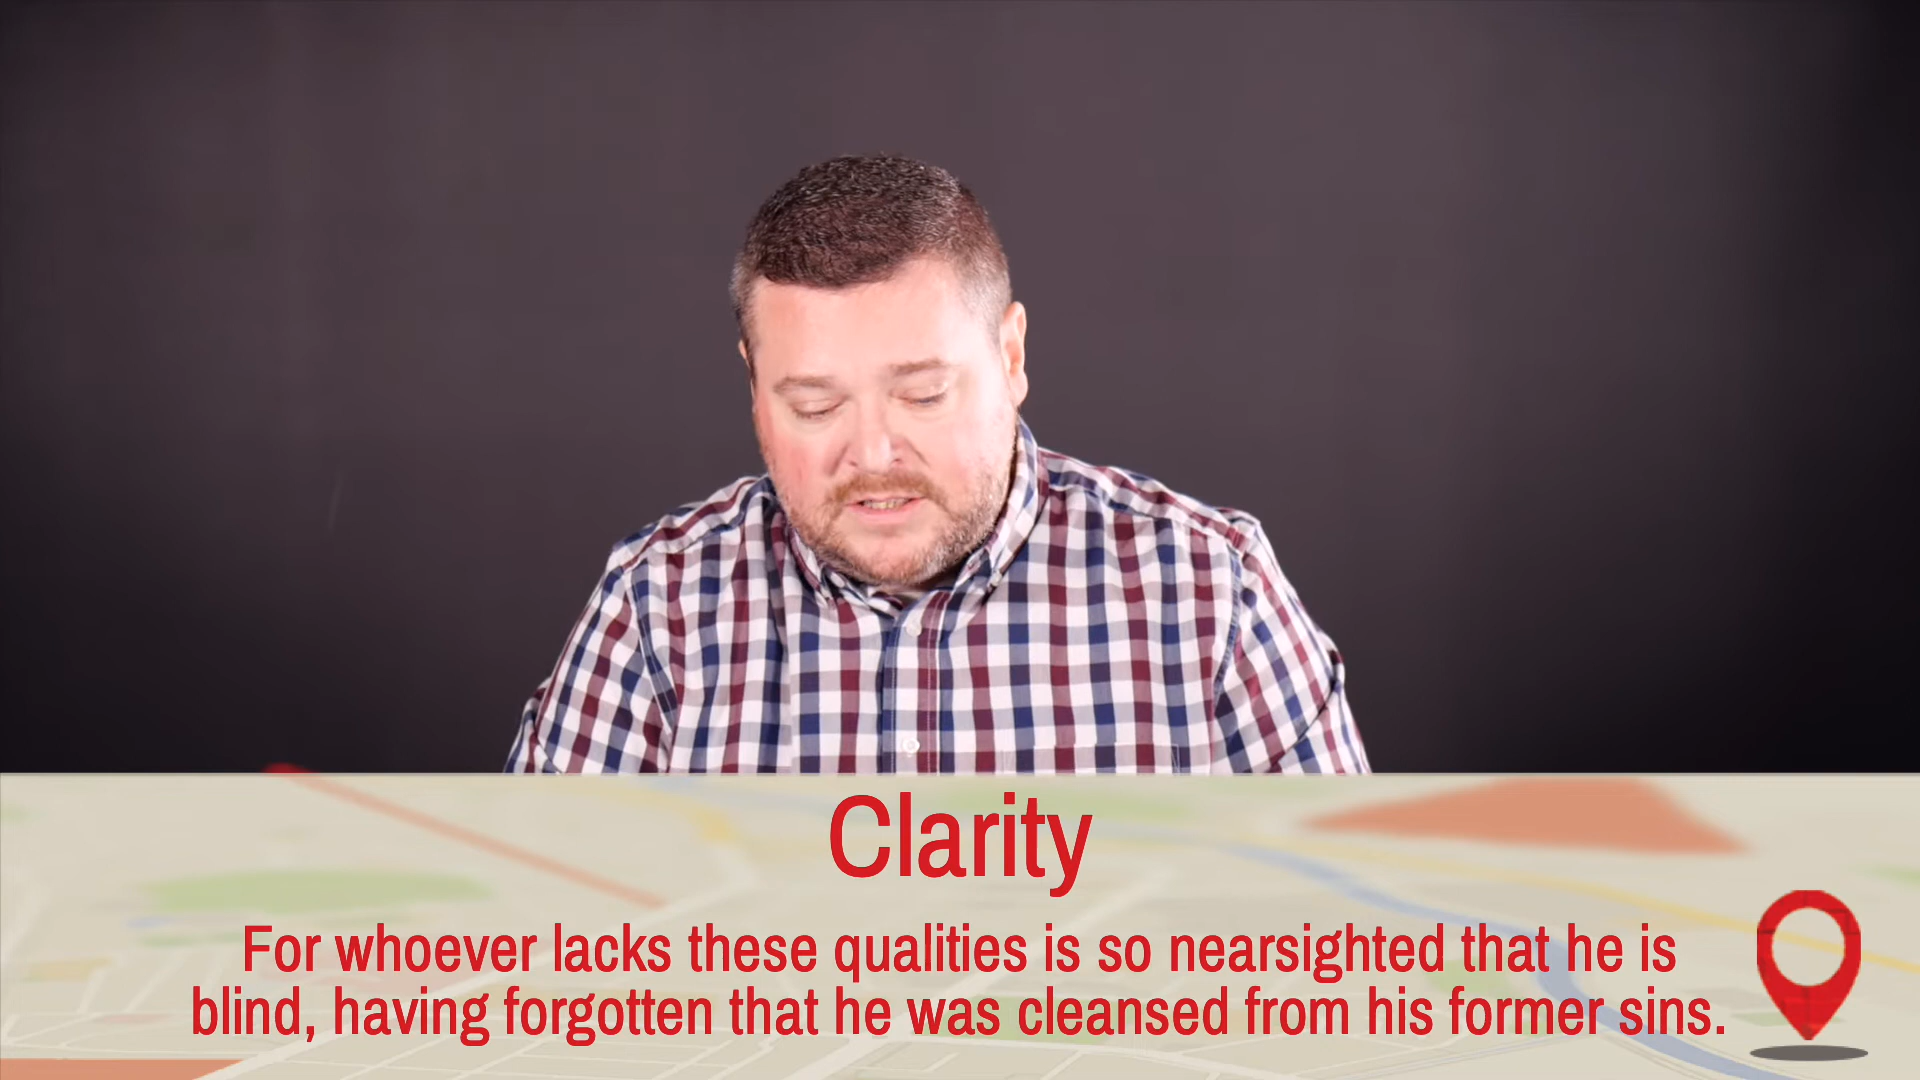 Clarity
For whoever lacks these qualities is so nearsighted that he is
blind, having forgotten that he was cleansed from his former sins.